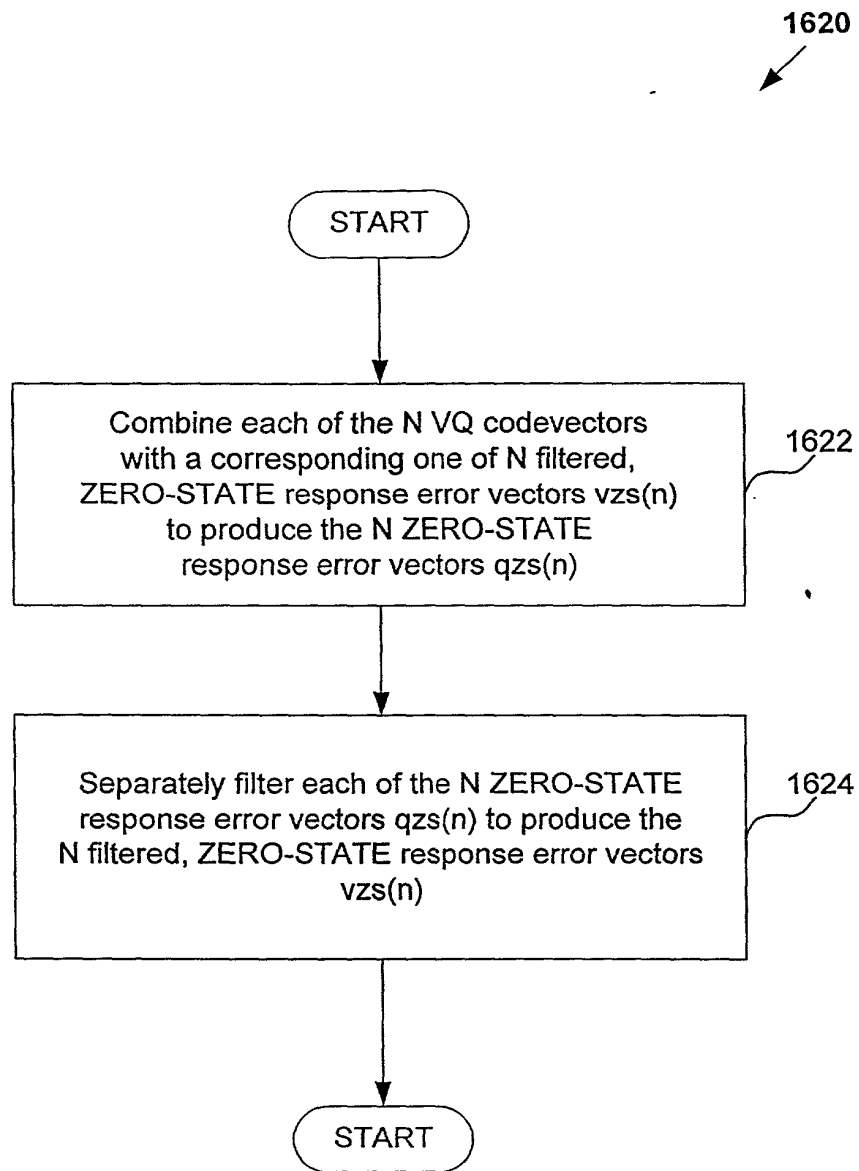 1620
START
Combine each of the N VQ codevectors
with a corresponding one of N filtered,
ZERO-STATE response error vectors vzs(n)
to produce the N ZERO-STATE
response error vectors qzs(n)
1622
Separately filter each of the N ZERO-STATE
response error vectors qzs(n) to produce the
N filtered, ZERO-STATE response error vectors
vzs(n)
1624
START